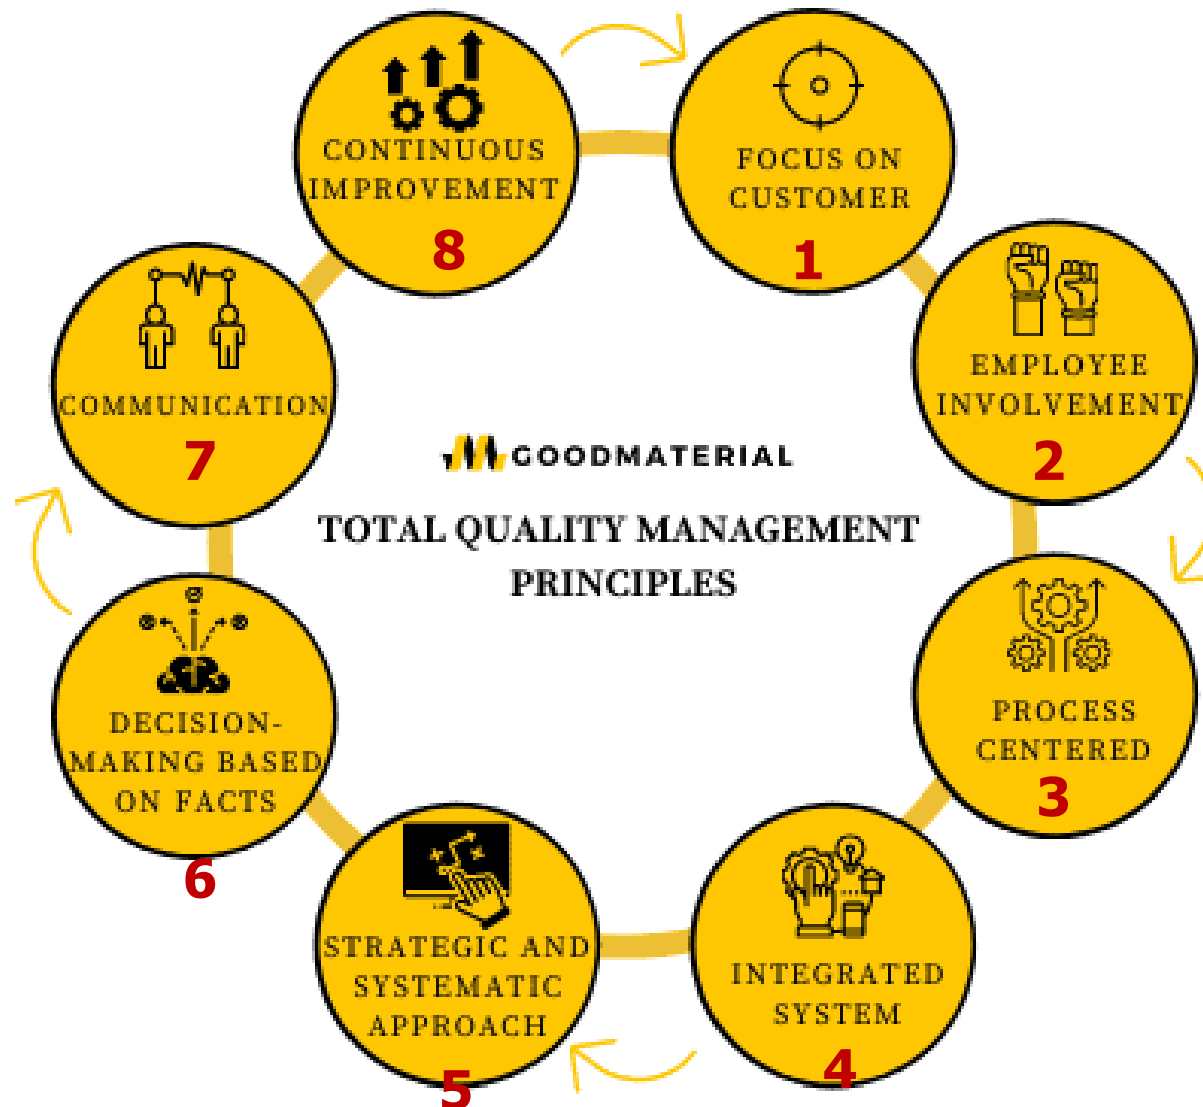 GOODMATERIAL
TOTAL QUALITY MANAGEMENT
PRINCIPLES
FOCUS ON
CUSTOMER
1
EMPLOYEE
INVOLVEMENT
2
PROCESS
CENTERED
3
INTEGRATED
SYSTEM
4
STRATEGIC AND
SYSTEMATIC
APPROACH
5
DECISION-
MAKING BASED
ON FACTS
6
COMMUNICATION
7
CONTINUOUS
IMPROVEMENT
8